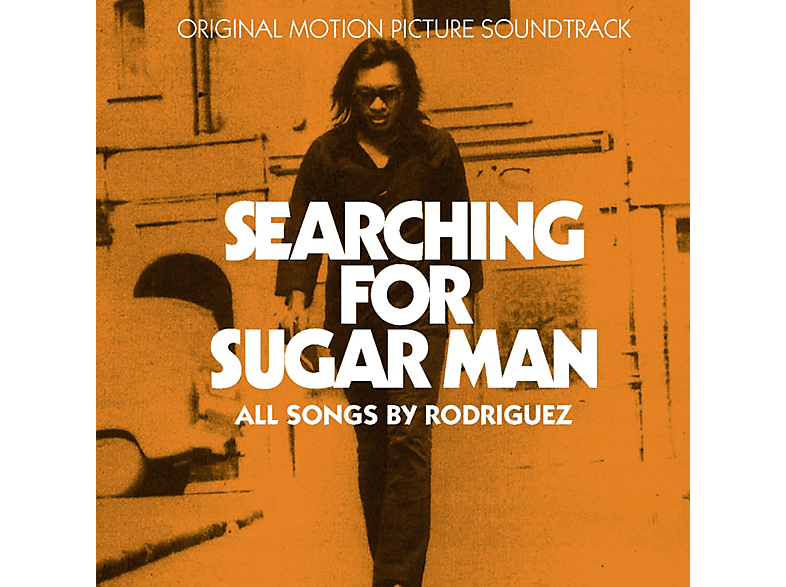 ORIGINAL MOTION PICTURE SOUNDTRACK
SEARCHING
FOR
SUGAR MAN
ALL SONGS BY RODRIGUEZ